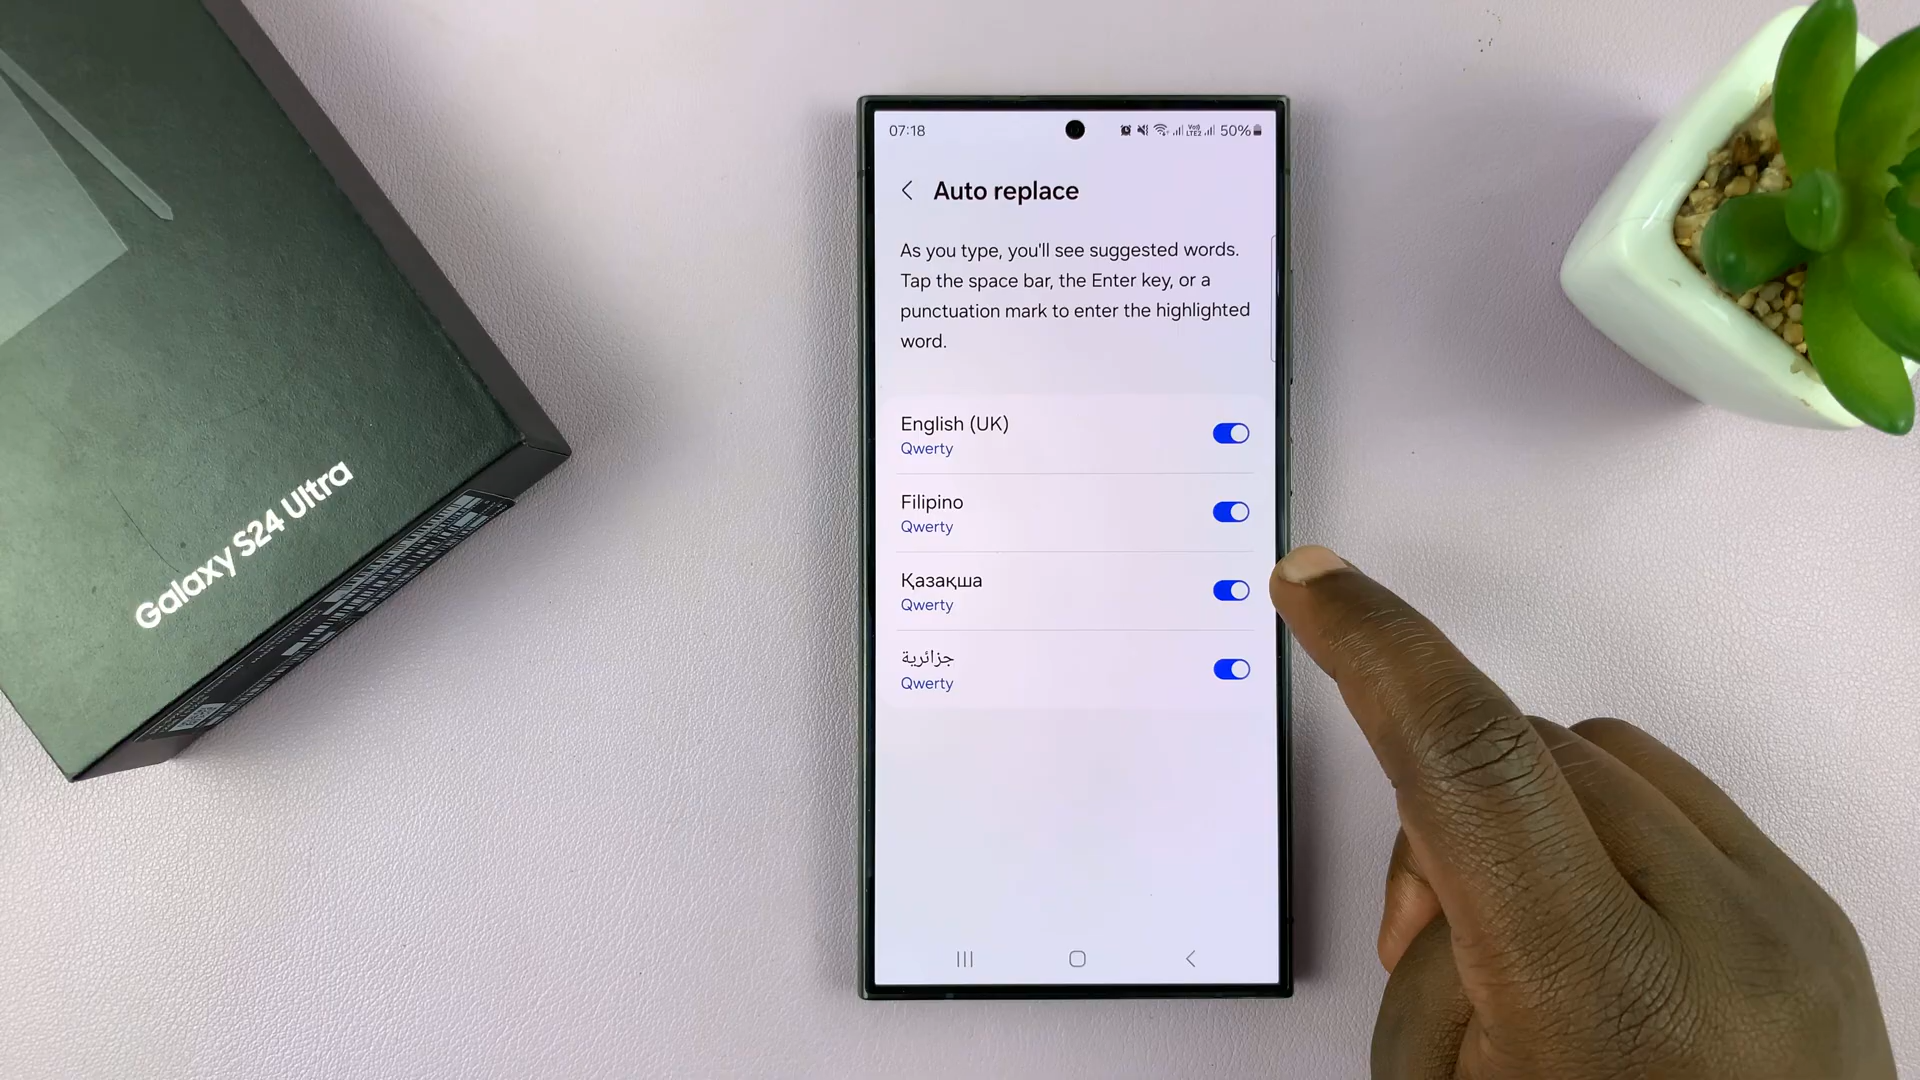 Galaxy S24 Ultra
07:18
50%
Auto replace
As you type, you'll see suggested words.
Tap the space bar, the Enter key, or a
punctuation mark to enter the highlighted
word.
English (UK)
Qwerty
Filipino
Qwerty
Қазақша
Qwerty
جزائرية
Qwerty